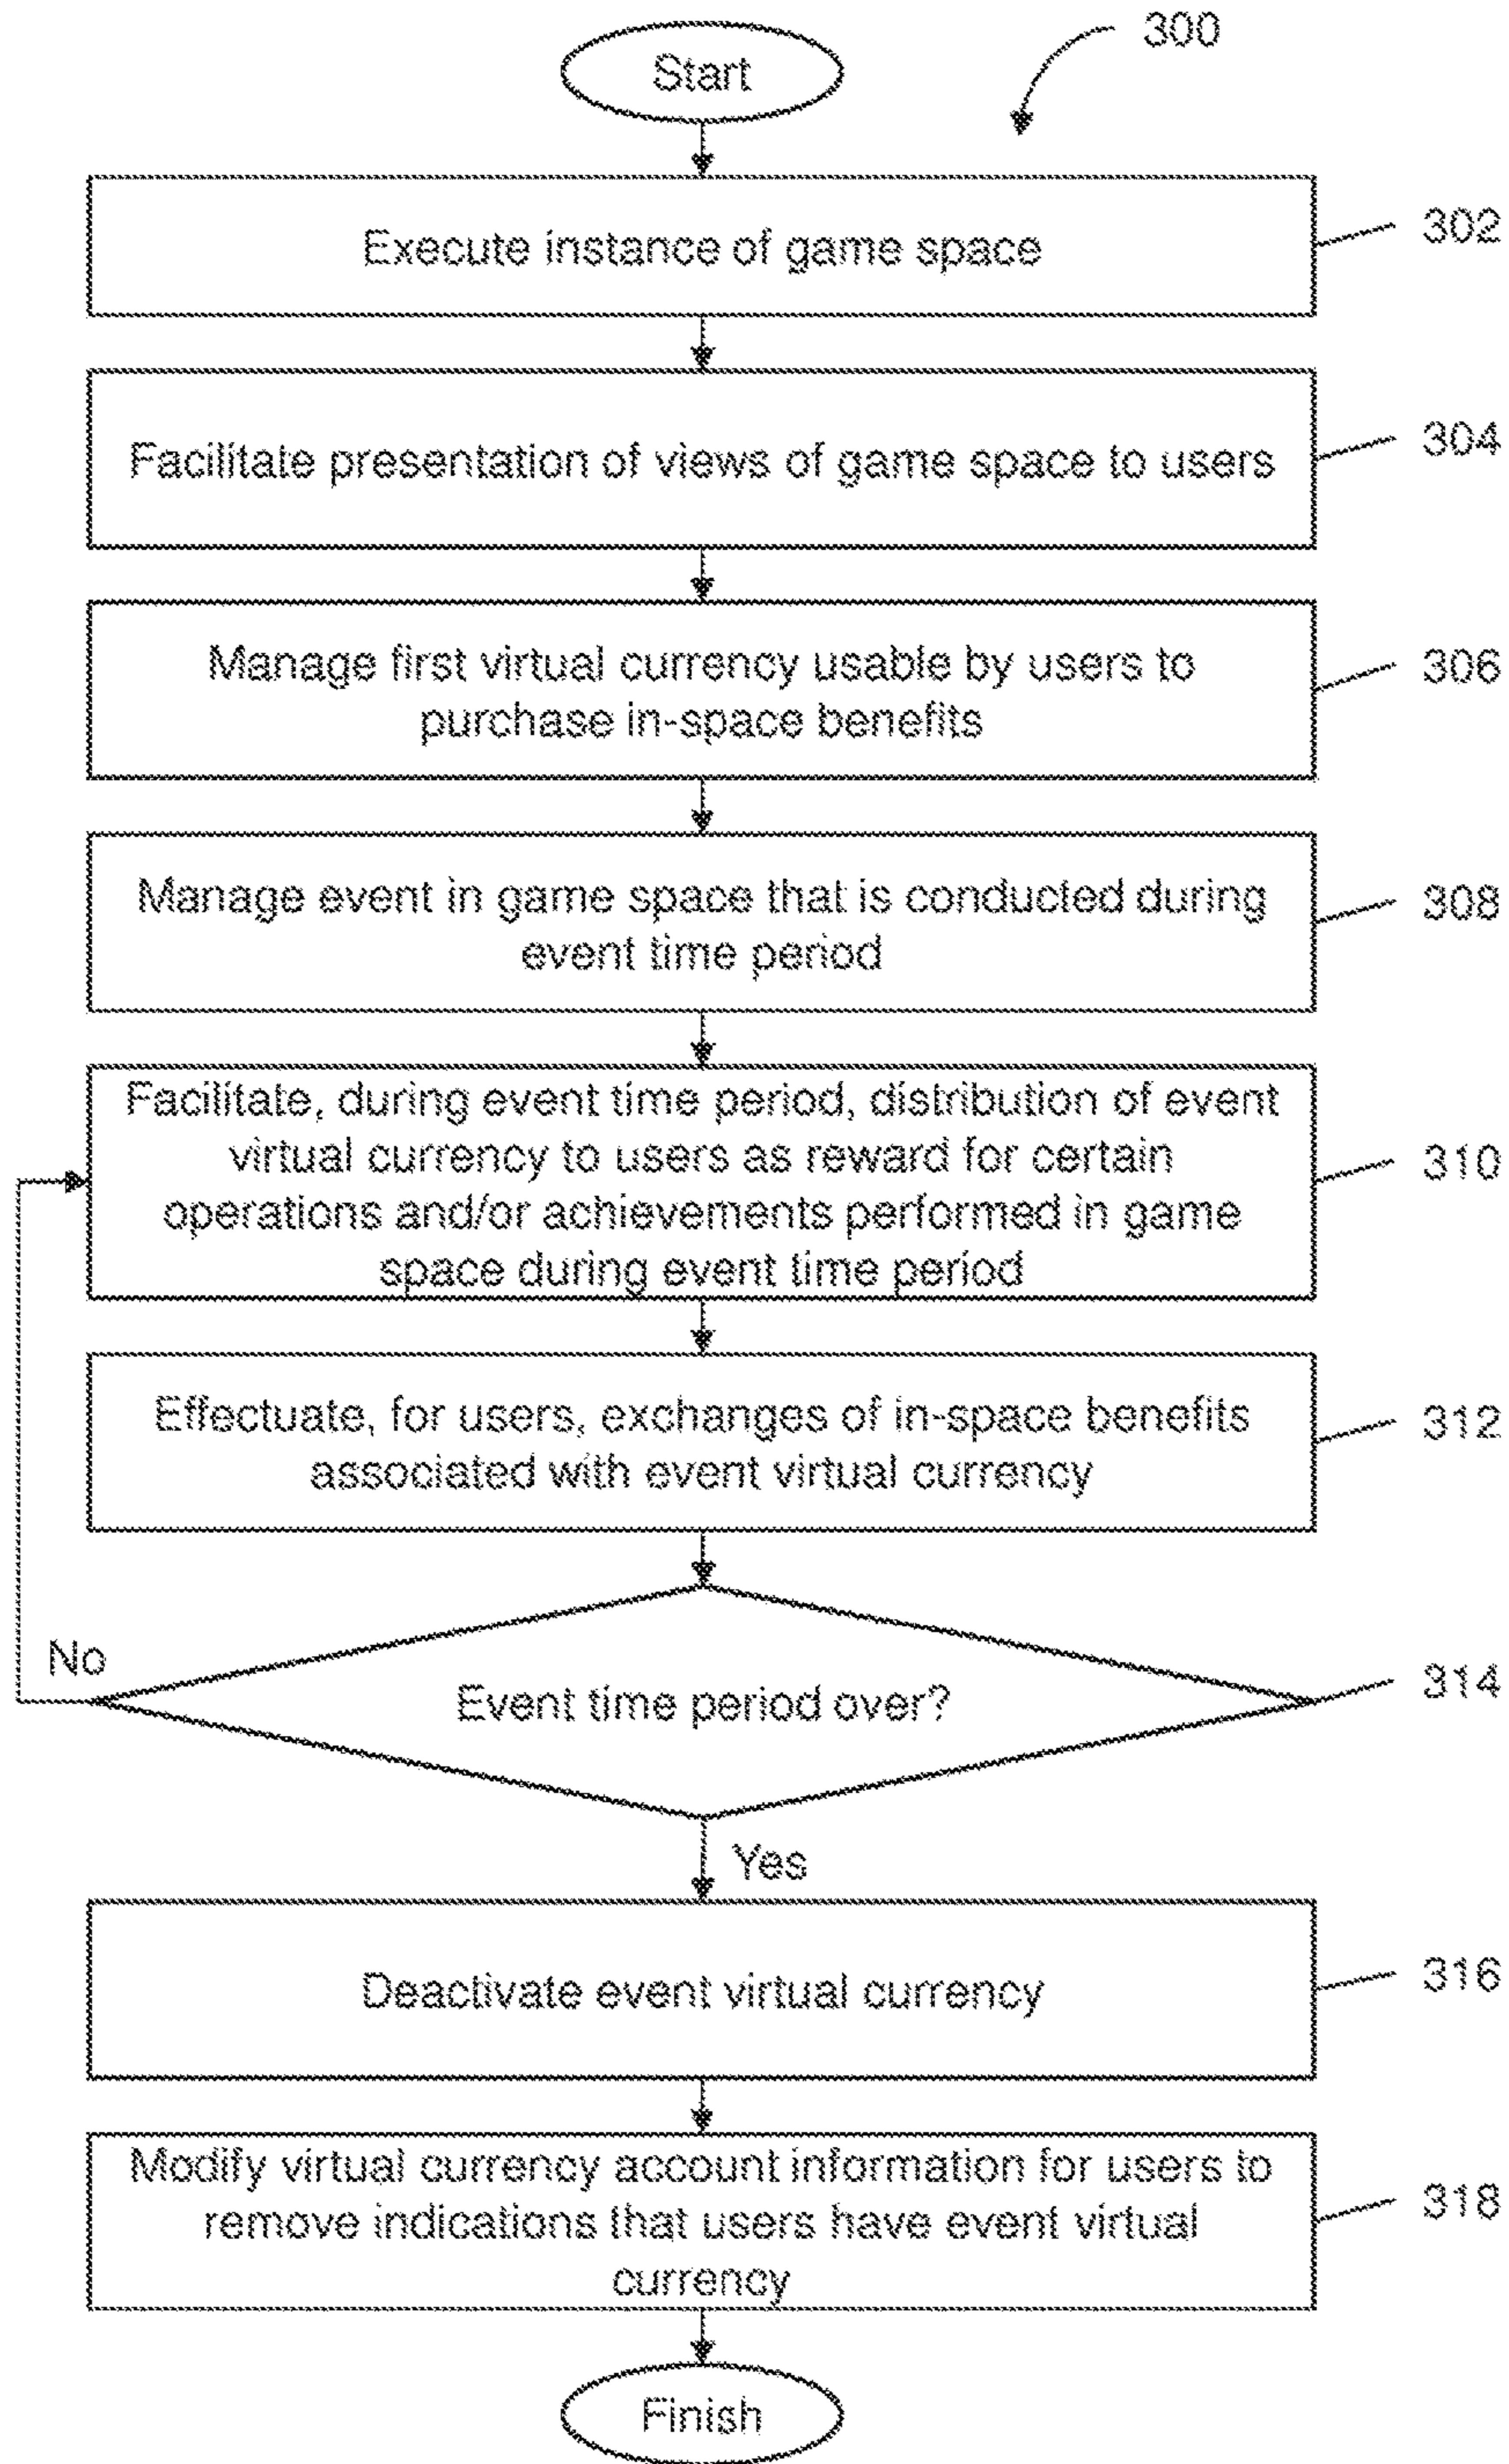 300
Start
Execute instance of game space
302
Facilitate presentation of views of game space to users
304
Manage first virtual currency usable by users to
purchase in-space benefits
306
Manage event in game space that is conducted during
event time period
308
Facilitate, during event time period, distribution of event
virtual currency to users as reward for certain
operations and/or achievements performed in game
space during event time period
310
Effectuate, for users, exchanges of in-space benefits
associated with event virtual currency
312
No
Event time period over?
314
Yes
Deactivate event virtual currency
316
Modify virtual currency account information for users to
remove indications that users have event virtual
currency
318
Finish